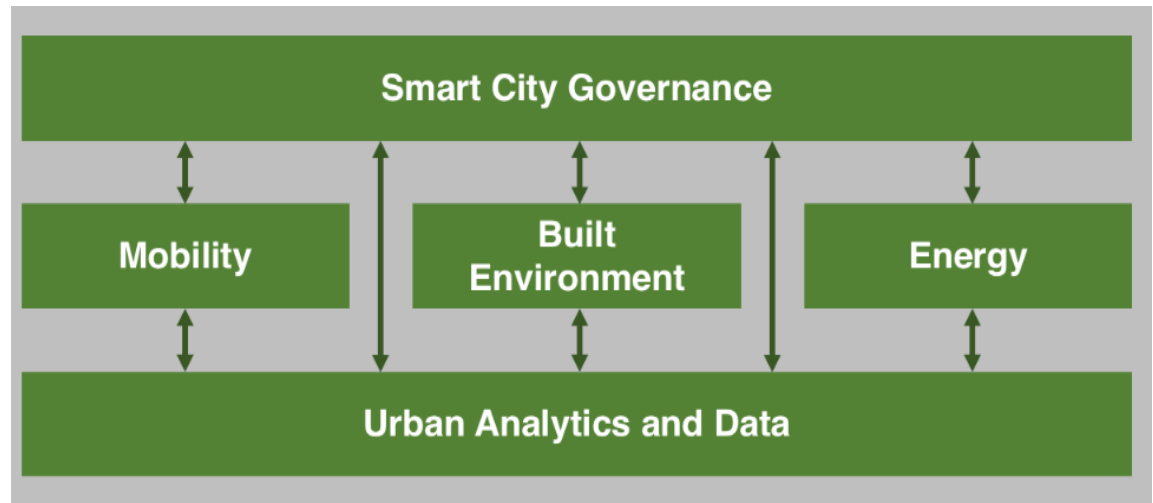 Smart City Governance
Mobility
Built
Environment
Energy
Urban Analytics and Data